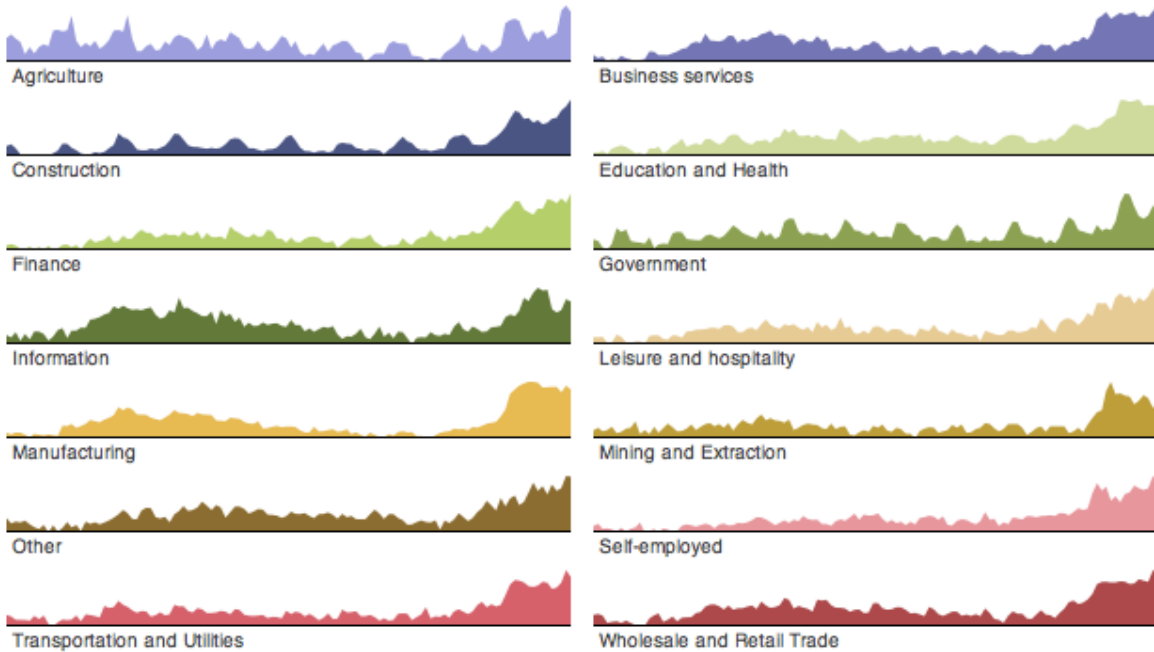 Agriculture
Business services
Construction
Education and Health
Finance
Government
Information
Leisure and hospitality
Manufacturing
Mining and Extraction
Other
Self-employed
Transportation and Utilities
Wholesale and Retail Trade